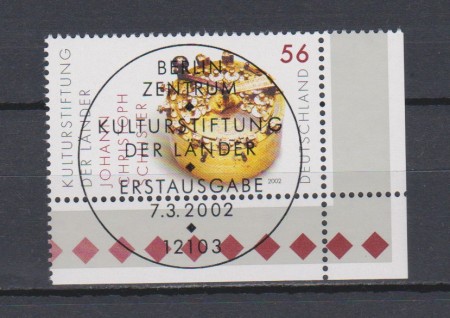 KULTURSTIFTUNG
DER LÄNDER
JOHANN
CHRISTOPH
56
DEUTSCHLAND
2002
BERLIN
ZENTRUM
KULTURSTIFTUNG
DER LÄNDER
ERSTAUSGABE
7.3.2002
12103